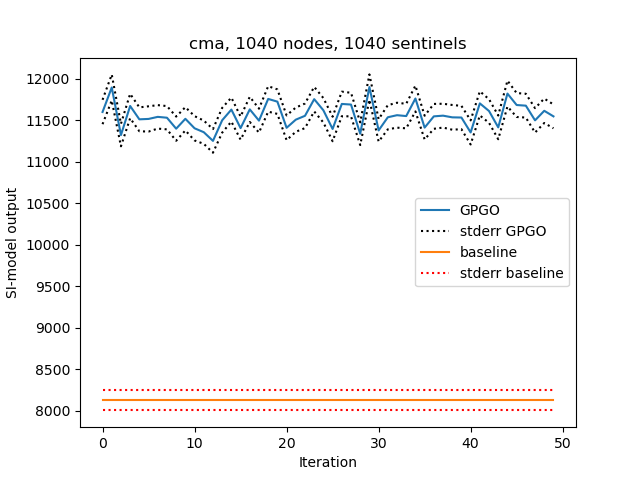 cma, 1040 nodes, 1040 sentinels
SI-model output
12000
11500
11000
10500
10000
9500
9000
8500
8000
GPGO
stderr GPGO
baseline
stderr baseline
0 10 20 30 40 50
Iteration